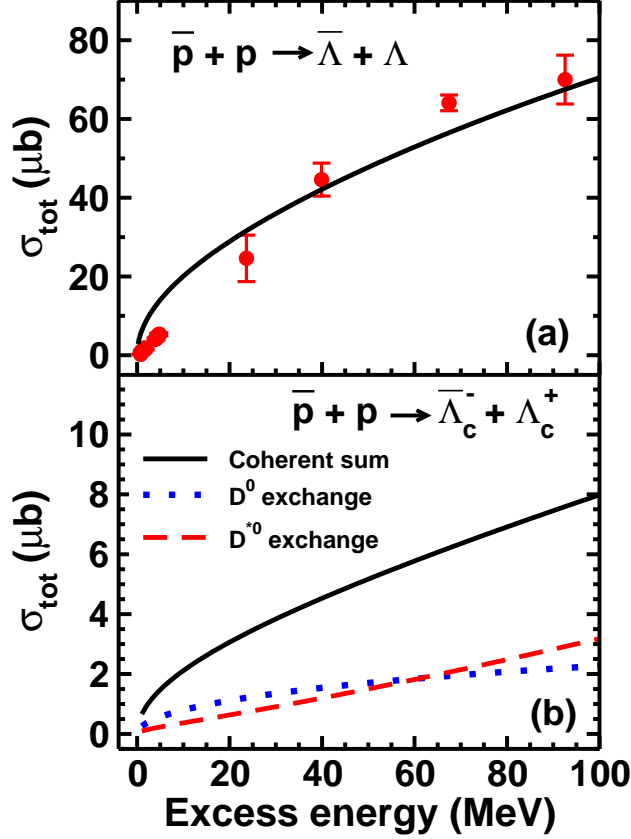 p̅ + p → Λ̅ + Λ
80
60
40
20
0
σtot (μb)
(a)
p̅ + p → Λ̅c⁻ + Λc⁺
10
8
6
4
2
0
σtot (μb)
Coherent sum
D⁰ exchange
D*⁰ exchange
(b)
0 20 40 60 80 100
Excess energy (MeV)